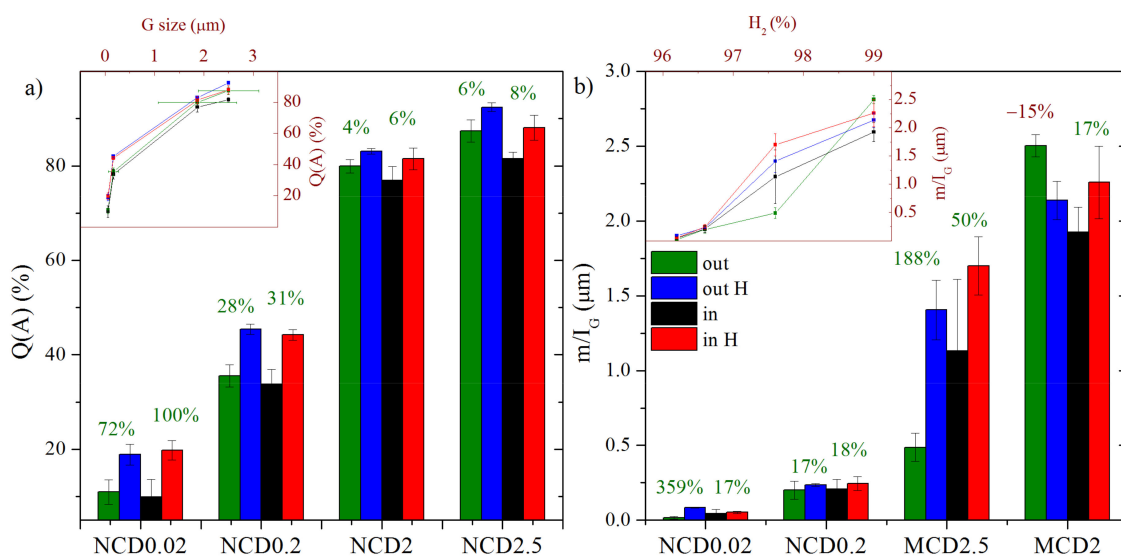 G size (μm)
0 1 2 3
a)
80
60
40
20
Q(A) (%)
4%
6%
6%
8%
28%
31%
72%
100%
80
60
40
20
Q(A) (%)
NCD0.02 NCD0.2 NCD2 NCD2.5
H2 (%)
96 97 98 99
b)
2.5
2.0
1.5
1.0
0.5
m/IG (μm)
−15%
17%
50%
188%
out
out H
in
in H
359%
17%
17%
18%
3.0
2.5
2.0
1.5
1.0
0.5
0.0
m/IG (μm)
NCD0.02 NCD0.2 MCD2.5 MCD2